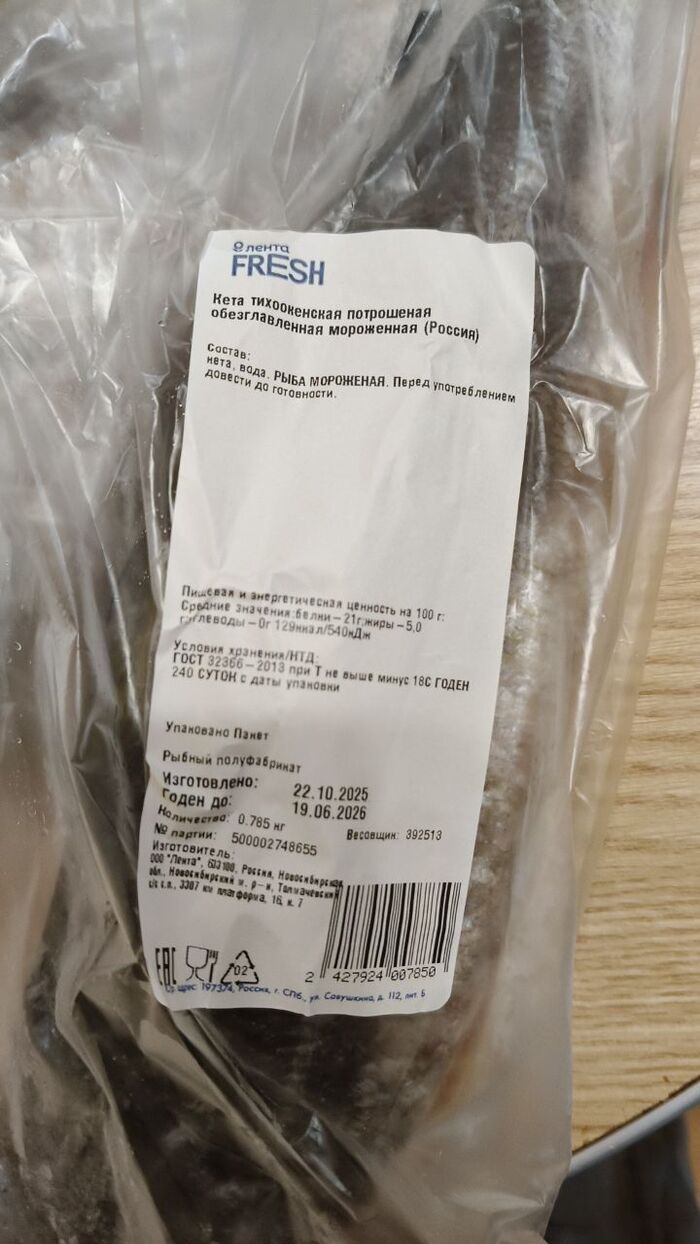 лента
FRESH
Кета тихоокенская потрошеная
обезглавленная мороженная (Россия)
Состав:
кета, вода. РЫБА МОРОЖЕНАЯ. Перед употреблением
довести до готовности.
Пищевая и энергетическая ценность на 100 г:
Средние значения:белки – 21г;жиры – 5,0
углеводы – 0г 129ккал/540кДж
Условия хранения/НТД:
ГОСТ 32366 – 2013 при Т не выше минус 18С ГОДЕН
240 СУТОК с даты упаковки
Упаковано Пакет
Рыбный полуфабрикат
Изготовлено: 22.10.2025
Годен до: 19.06.2026
Количество: 0.785 кг Весовщик: 392513
№ партии: 500002748655
Изготовитель:
ООО "Лента", 633100, Россия, Новосибирская
обл., Новосибирский м. р-н, Толмачевский
с/с с.п., 3307 км платформа, 16, к. 7
EAC
02
2 427924 007850
Юр. адрес: 197374, Россия, г. СПб., ул. Савушкина, д. 112, лит. Б